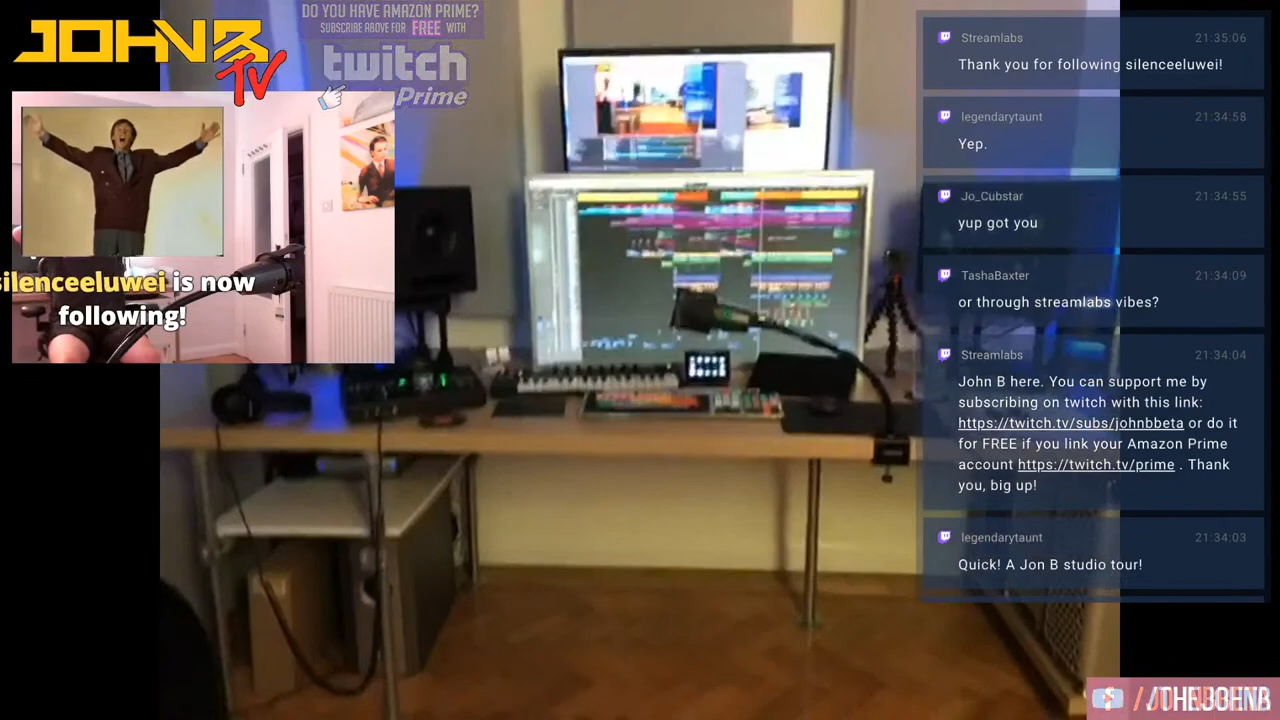 JOHN B
TV
DO YOU HAVE AMAZON PRIME?
SUBSCRIBE ABOVE FOR FREE WITH
twitch
Prime
silenceeluwei is now
following!
Streamlabs 21:35:06
Thank you for following silenceeluwei!
legendarytaunt 21:34:58
Yep.
Jo_Cubstar 21:34:55
yup got you
TashaBaxter 21:34:09
or through streamlabs vibes?
Streamlabs 21:34:04
John B here. You can support me by
subscribing on twitch with this link:
https://twitch.tv/subs/johnbbeta or do it
for FREE if you link your Amazon Prime
account https://twitch.tv/prime . Thank
you, big up!
legendarytaunt 21:34:03
Quick! A Jon B studio tour!